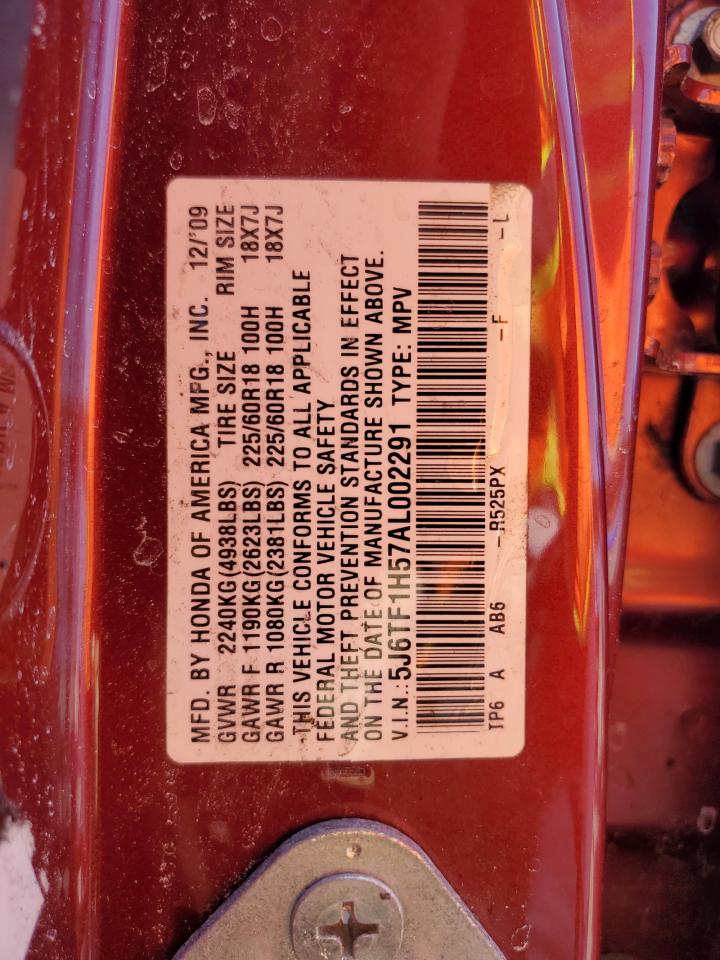 MFD. BY HONDA OF AMERICA MFG., INC. 12/'09
GVWR 2240KG(4938LBS) TIRE SIZE RIM SIZE
GAWR F 1190KG(2623LBS) 225/60R18 100H 18X7J
GAWR R 1080KG(2381LBS) 225/60R18 100H 18X7J
THIS VEHICLE CONFORMS TO ALL APPLICABLE
FEDERAL MOTOR VEHICLE SAFETY
AND THEFT PREVENTION STANDARDS IN EFFECT
ON THE DATE OF MANUFACTURE SHOWN ABOVE.
V.I.N.:5J6TF1H57AL002291 TYPE: MPV
TP6 A AB6 -R525PX -F -L